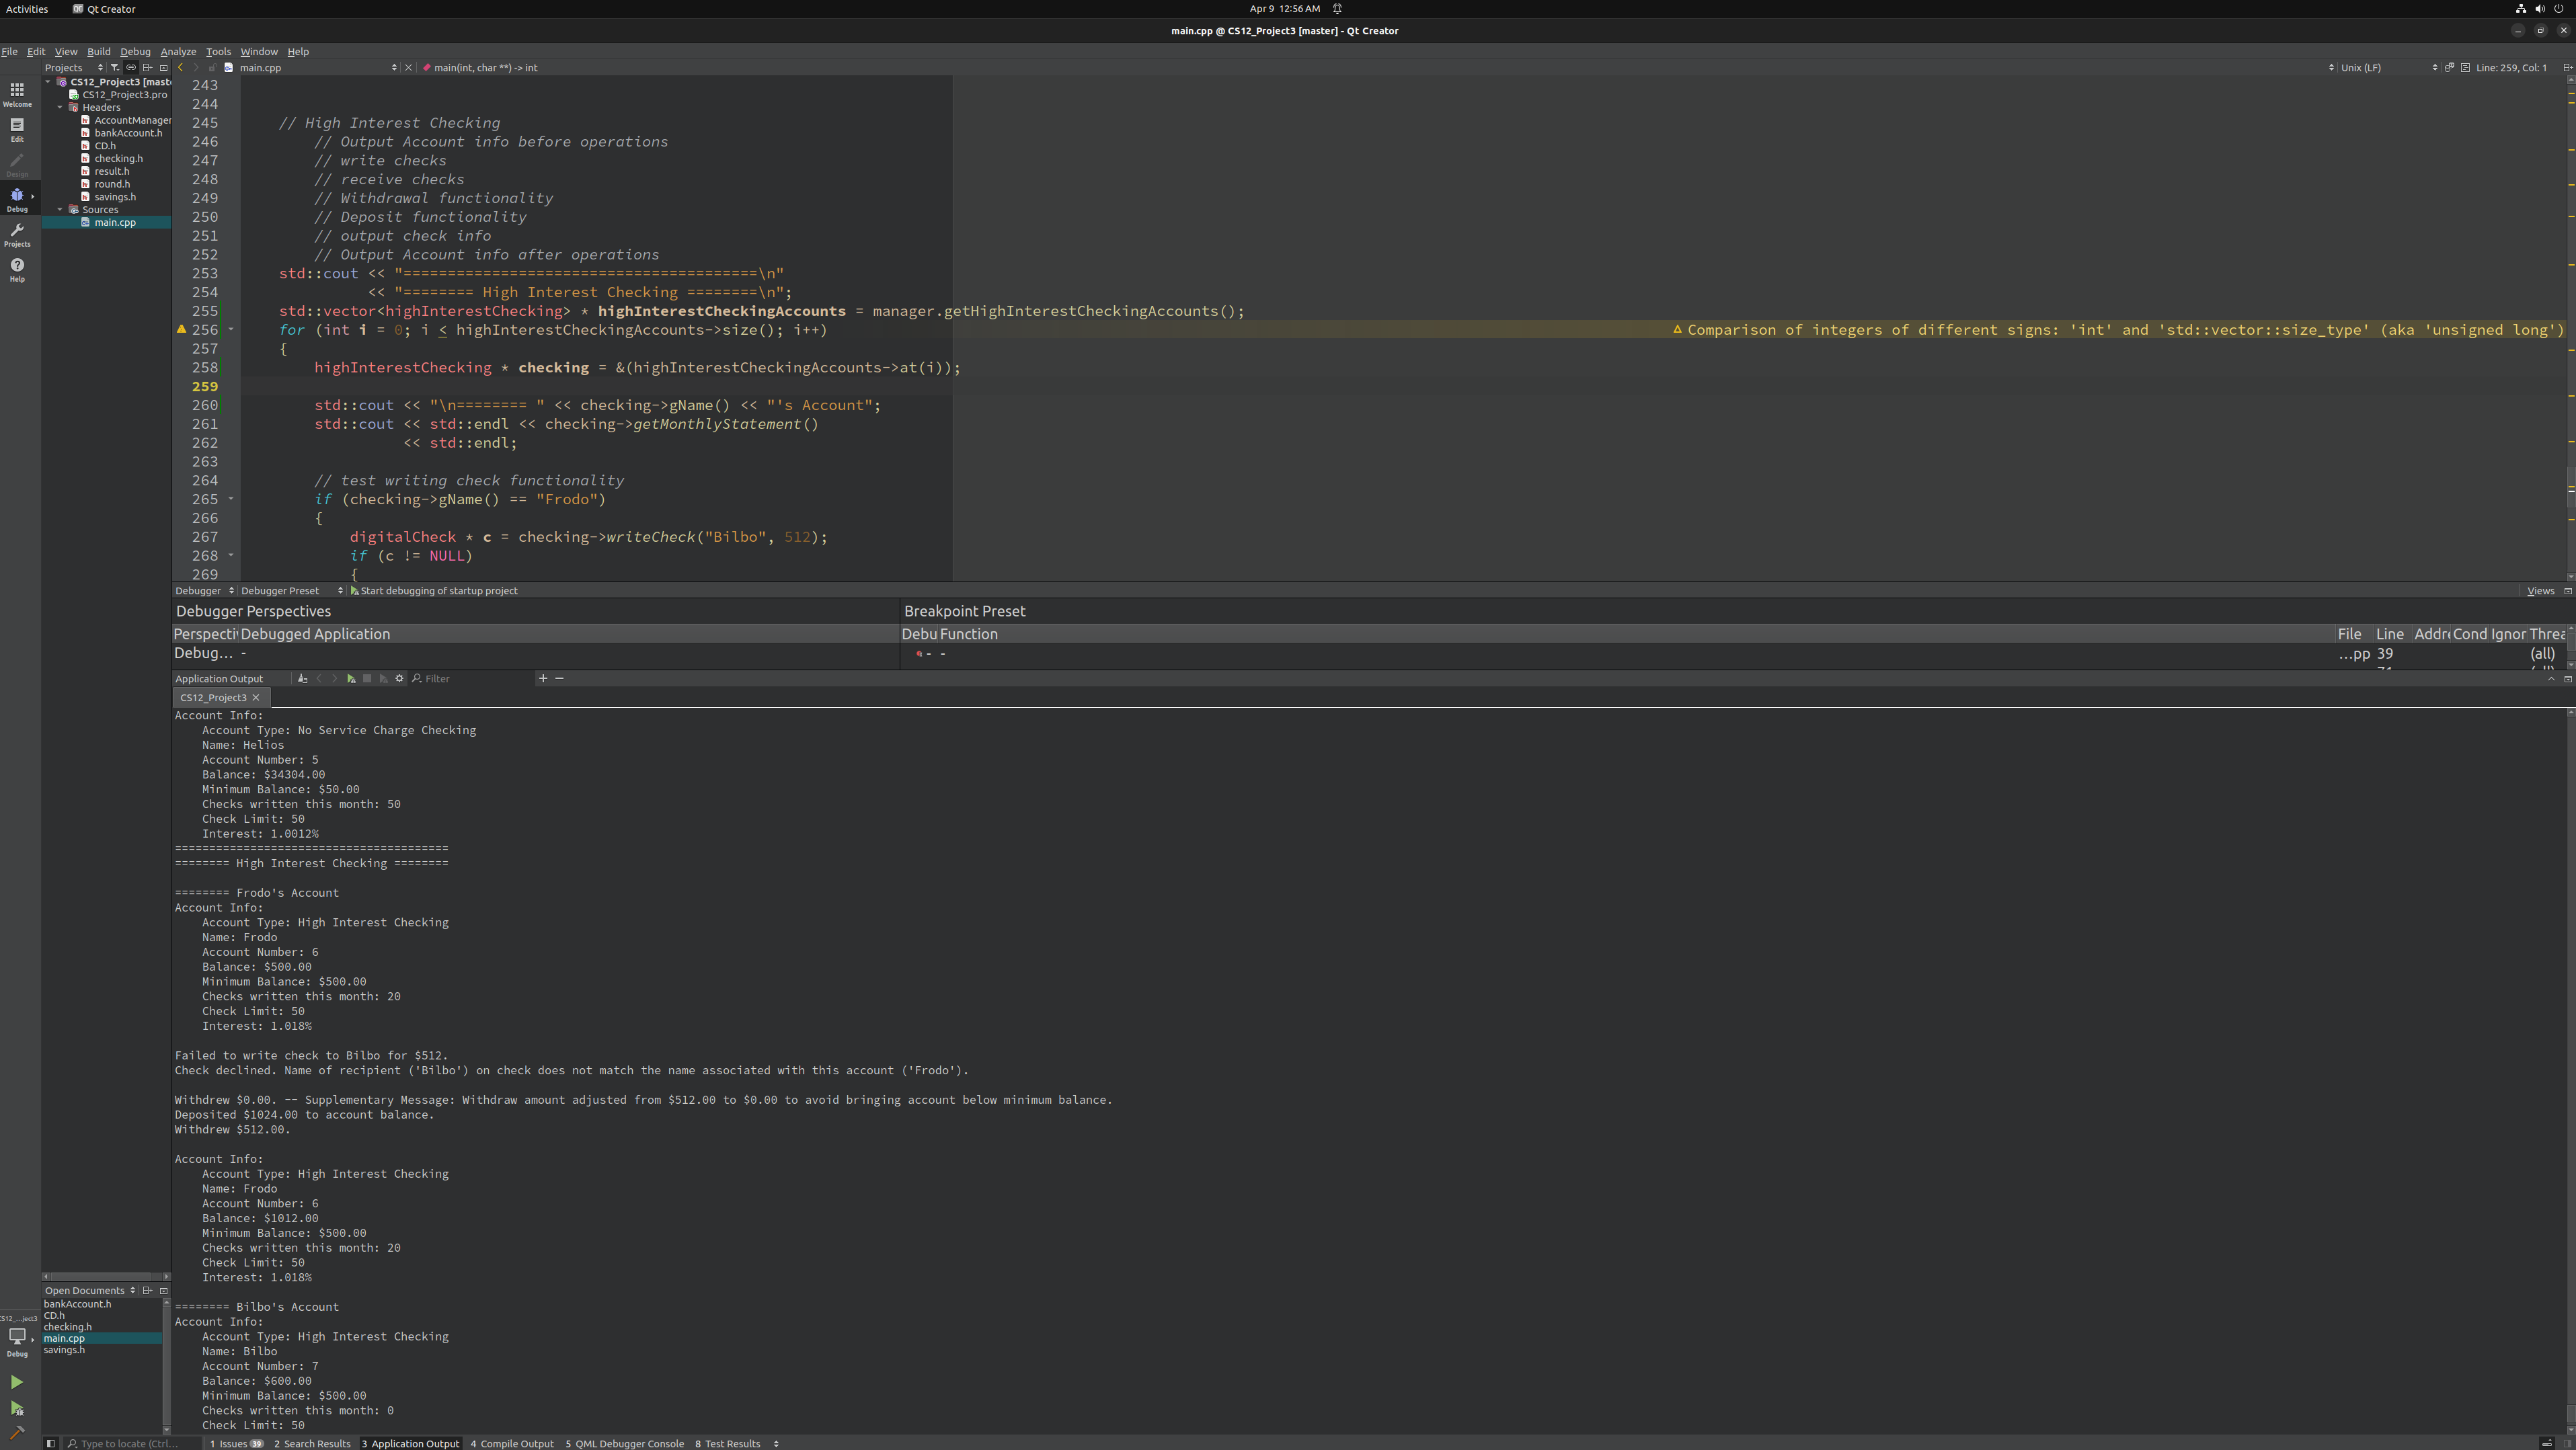 Activities
Qt Creator
Apr 9 12:56 AM
main.cpp @ CS12_Project3 [master] - Qt Creator
File Edit View Build Debug Analyze Tools Window Help
Projects
main.cpp
main(int, char **) -> int
Unix (LF)
Line: 259, Col: 1
Welcome
Edit
Design
Debug
Projects
Help
CS12_Project3 [maste
CS12_Project3.pro
Headers
AccountManager
bankAccount.h
CD.h
checking.h
result.h
round.h
savings.h
Sources
main.cpp
243
244
245 // High Interest Checking
246 // Output Account info before operations
247 // write checks
248 // receive checks
249 // Withdrawal functionality
250 // Deposit functionality
251 // output check info
252 // Output Account info after operations
253 std::cout << "========================================\n"
254 << "======== High Interest Checking ========\n";
255 std::vector<highInterestChecking> * highInterestCheckingAccounts = manager.getHighInterestCheckingAccounts();
256 for (int i = 0; i < highInterestCheckingAccounts->size(); i++) Comparison of integers of different signs: 'int' and 'std::vector::size_type' (aka 'unsigned long')
257 {
258 highInterestChecking * checking = &(highInterestCheckingAccounts->at(i));
259
260 std::cout << "\n======== " << checking->gName() << "'s Account";
261 std::cout << std::endl << checking->getMonthlyStatement()
262 << std::endl;
263
264 // test writing check functionality
265 if (checking->gName() == "Frodo")
266 {
267 digitalCheck * c = checking->writeCheck("Bilbo", 512);
268 if (c != NULL)
269 {
Debugger Debugger Preset Start debugging of startup project Views
Debugger Perspectives
Breakpoint Preset
Perspecti Debugged Application
Debu Function File Line Addre Cond Ignor Threa
Debug... -
- - ...pp 39 (all)
Application Output
Filter
CS12_Project3
Account Info:
Account Type: No Service Charge Checking
Name: Helios
Account Number: 5
Balance: $34304.00
Minimum Balance: $50.00
Checks written this month: 50
Check Limit: 50
Interest: 1.0012%
========================================
======== High Interest Checking ========
======== Frodo's Account
Account Info:
Account Type: High Interest Checking
Name: Frodo
Account Number: 6
Balance: $500.00
Minimum Balance: $500.00
Checks written this month: 20
Check Limit: 50
Interest: 1.018%
Failed to write check to Bilbo for $512.
Check declined. Name of recipient ('Bilbo') on check does not match the name associated with this account ('Frodo').
Withdrew $0.00. -- Supplementary Message: Withdraw amount adjusted from $512.00 to $0.00 to avoid bringing account below minimum balance.
Deposited $1024.00 to account balance.
Withdrew $512.00.
Account Info:
Account Type: High Interest Checking
Name: Frodo
Account Number: 6
Balance: $1012.00
Minimum Balance: $500.00
Checks written this month: 20
Check Limit: 50
Interest: 1.018%
======== Bilbo's Account
Account Info:
Account Type: High Interest Checking
Name: Bilbo
Account Number: 7
Balance: $600.00
Minimum Balance: $500.00
Checks written this month: 0
Check Limit: 50
Open Documents
bankAccount.h
CD.h
checking.h
main.cpp
savings.h
CS12_...ject3
Debug
Type to locate (Ctrl...
1 Issues 39 2 Search Results 3 Application Output 4 Compile Output 5 QML Debugger Console 8 Test Results